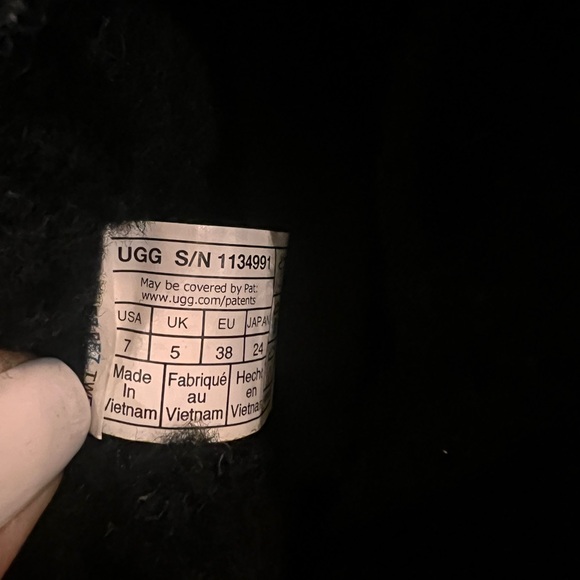 UGG S/N 1134991
May be covered by Pat:
www.ugg.com/patents
USA UK EU JAPAN
7 5 38 24
Made Fabriqué Hecho
In au en
Vietnam Vietnam Vietnam